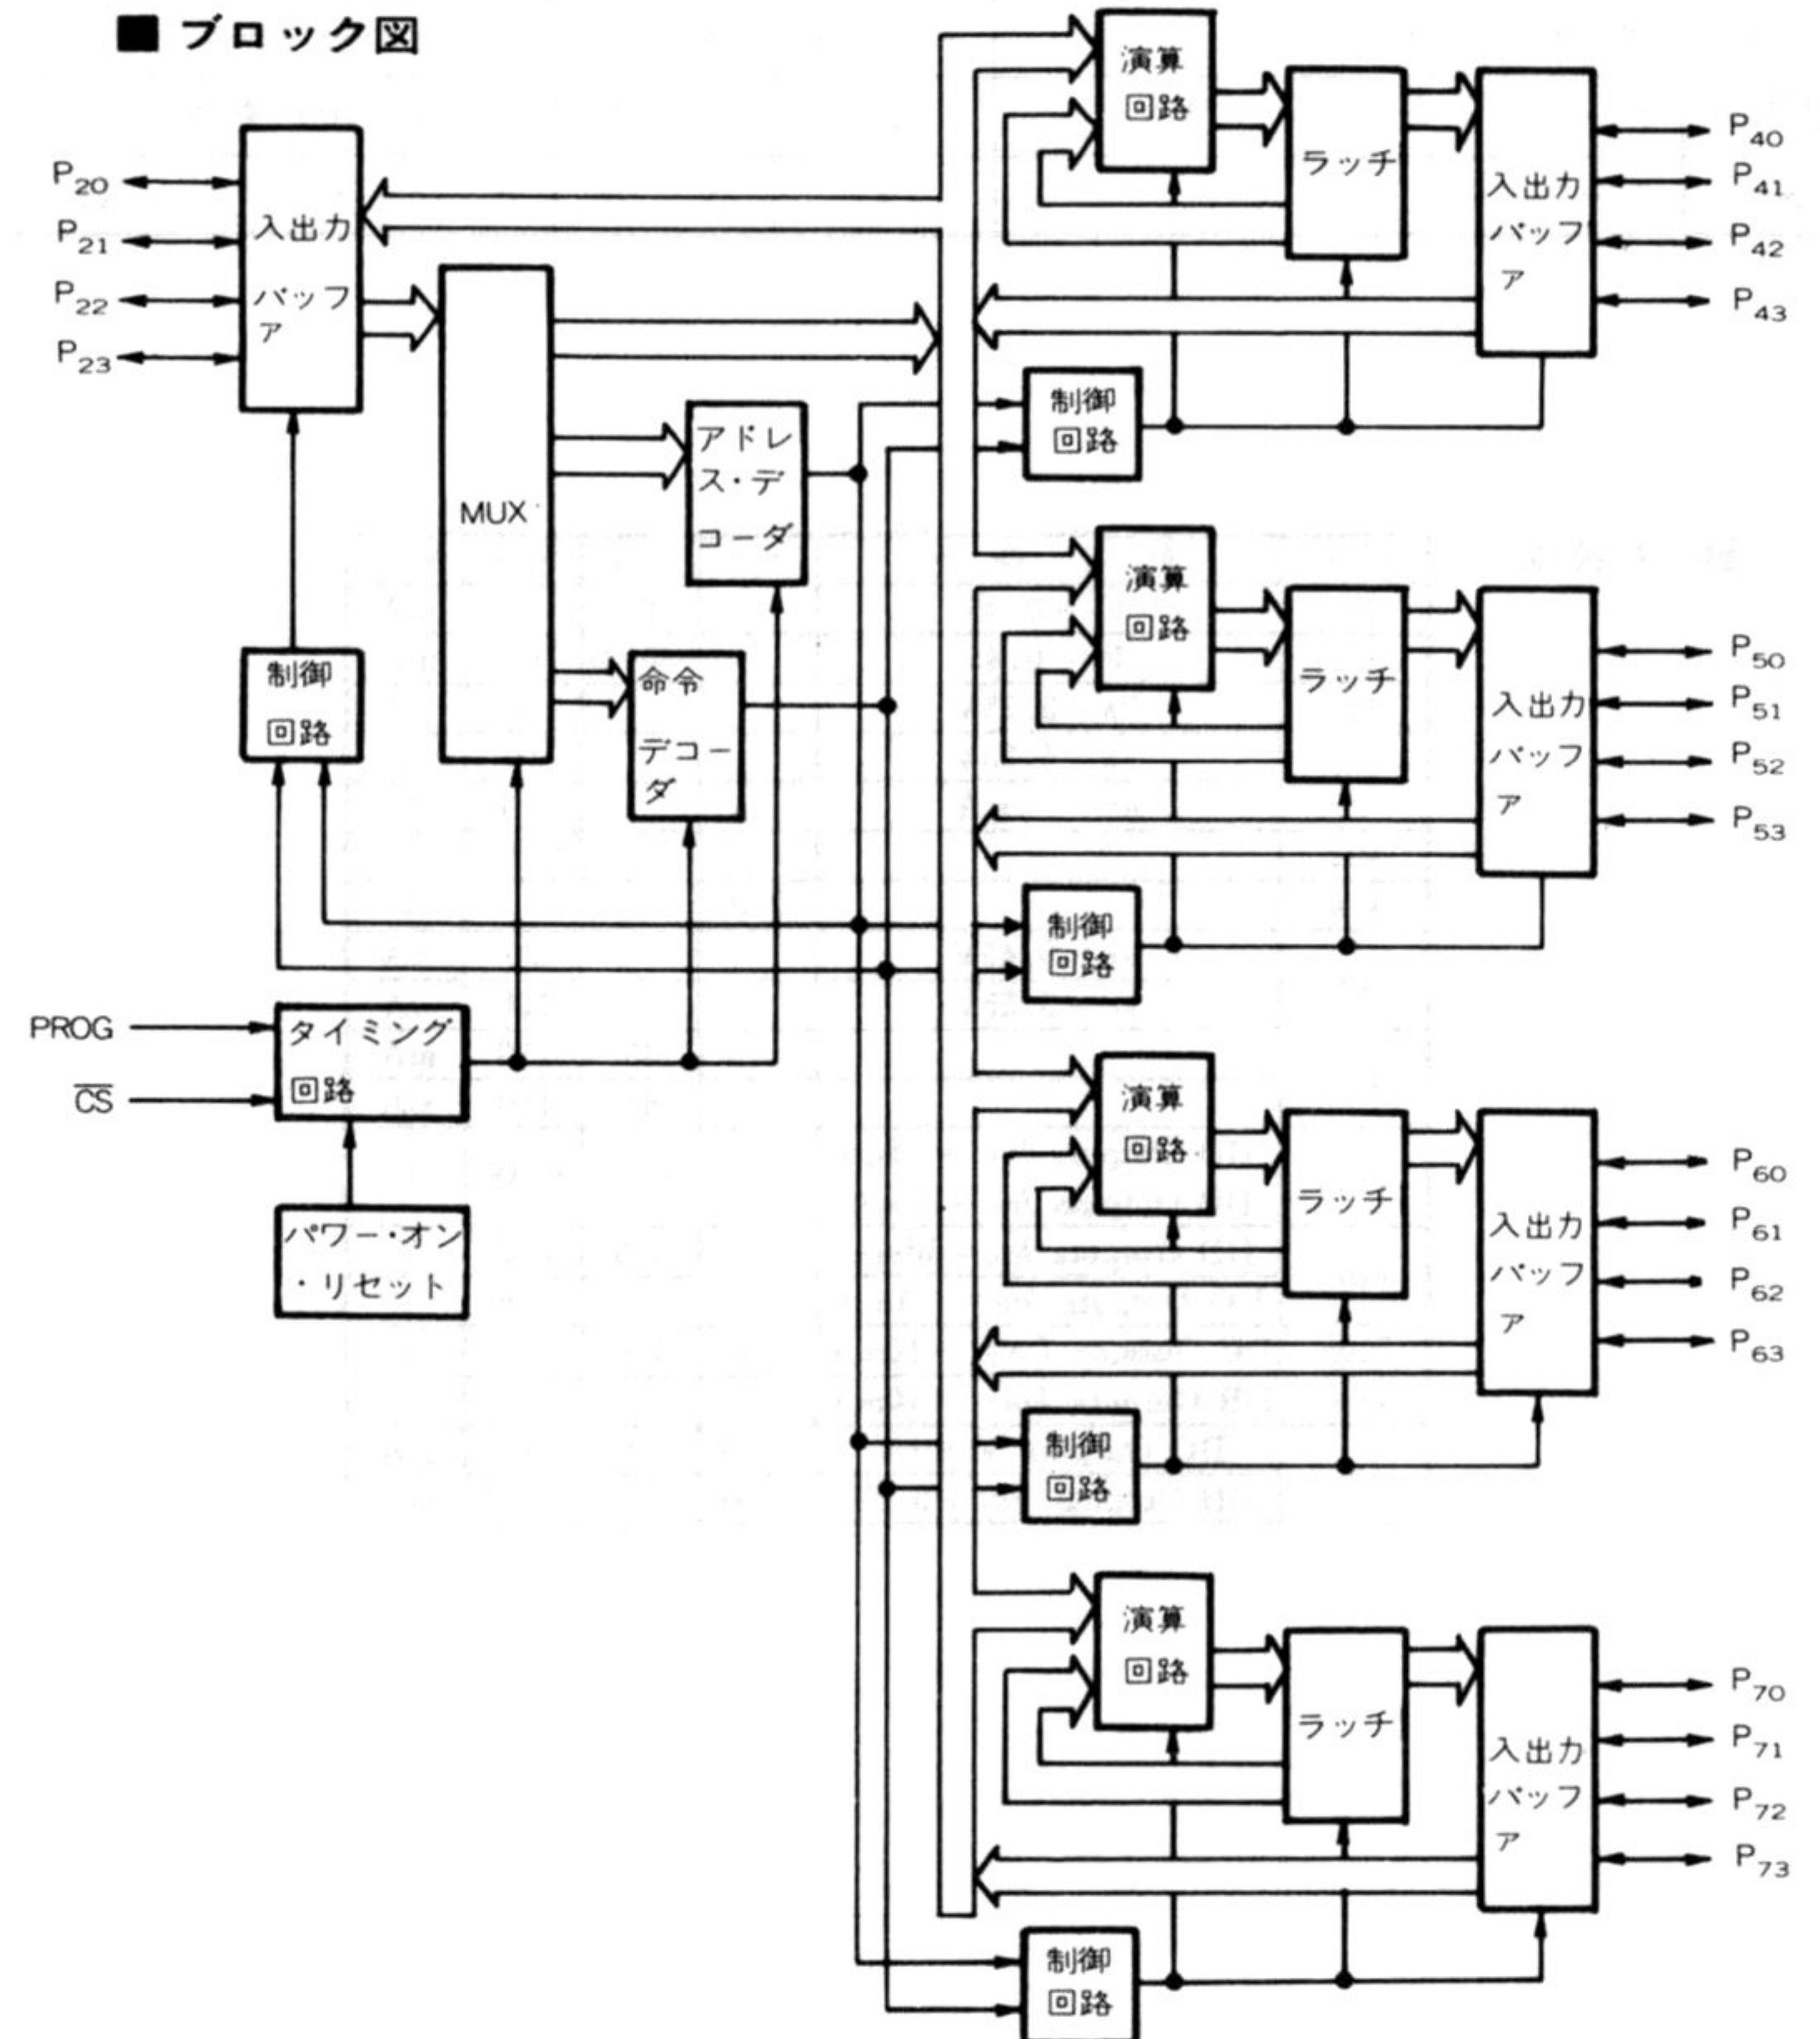 ■ ブロック図
P20
P21
P22
P23
入出力
バッフ
ァ
MUX
アドレ
ス・デ
コーダ
命令
デコー
ダ
制御
回路
PROG
CS
タイミング
回路
パワー・オン
・リセット
演算
回路
ラッチ
入出力
バッフ
ァ
P40
P41
P42
P43
制御
回路
演算
回路
ラッチ
入出力
バッフ
ァ
P50
P51
P52
P53
制御
回路
演算
回路
ラッチ
入出力
バッフ
ァ
P60
P61
P62
P63
制御
回路
演算
回路
ラッチ
入出力
バッフ
ァ
P70
P71
P72
P73
制御
回路